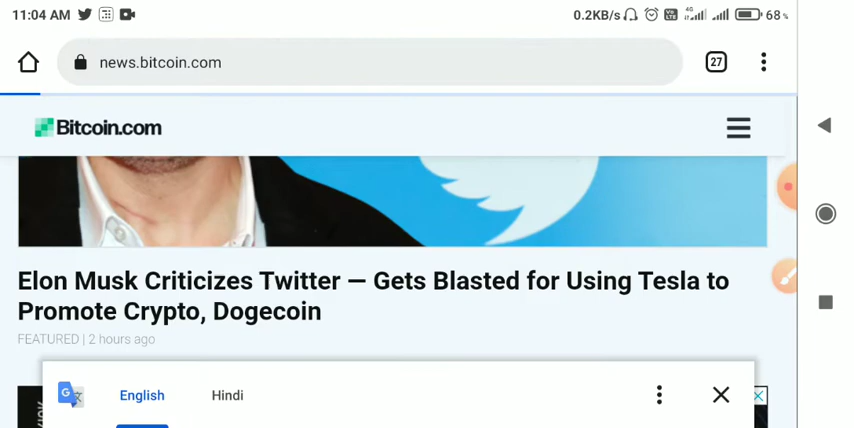 11:04 AM 0.2KB/s 4G 68%
news.bitcoin.com 27
Bitcoin.com
Elon Musk Criticizes Twitter — Gets Blasted for Using Tesla to
Promote Crypto, Dogecoin
FEATURED | 2 hours ago
G English Hindi